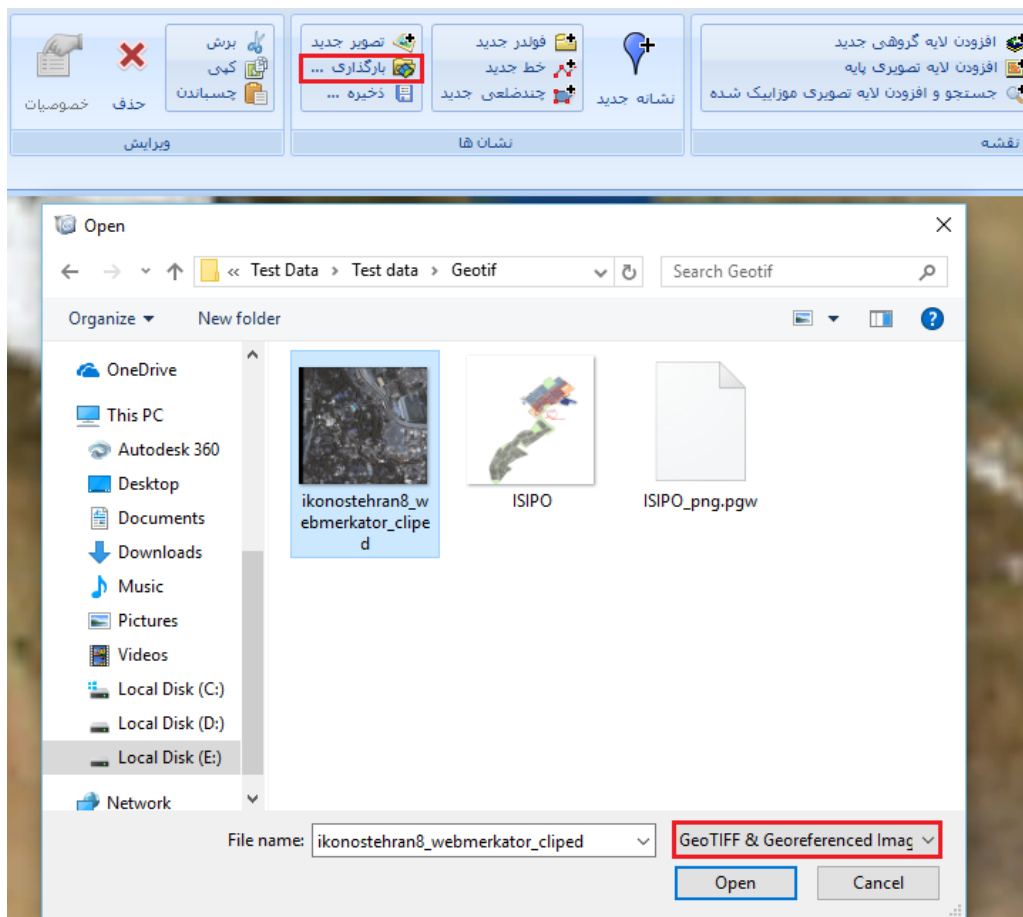 افزودن لایه گروهی جدید
افزودن لایه تصویری پایه
جستجو و افزودن لایه تصویری موزاییک شده
نقشه
نشانه جدید
فولدر جدید
خط جدید
چندضلعی جدید
تصویر جدید
بارگذاری ...
ذخیره ...
نشان ها
برش
کپی
چسباندن
حذف
خصوصیات
ویرایش
Open
« Test Data › Test data › Geotif
Search Geotif
Organize
New folder
OneDrive
This PC
Autodesk 360
Desktop
Documents
Downloads
Music
Pictures
Videos
Local Disk (C:)
Local Disk (D:)
Local Disk (E:)
Network
ikonostehran8_w
ebmerkator_clipe
d
ISIPO
ISIPO_png.pgw
File name: ikonostehran8_webmerkator_cliped
GeoTIFF & Georeferenced Imag
Open
Cancel